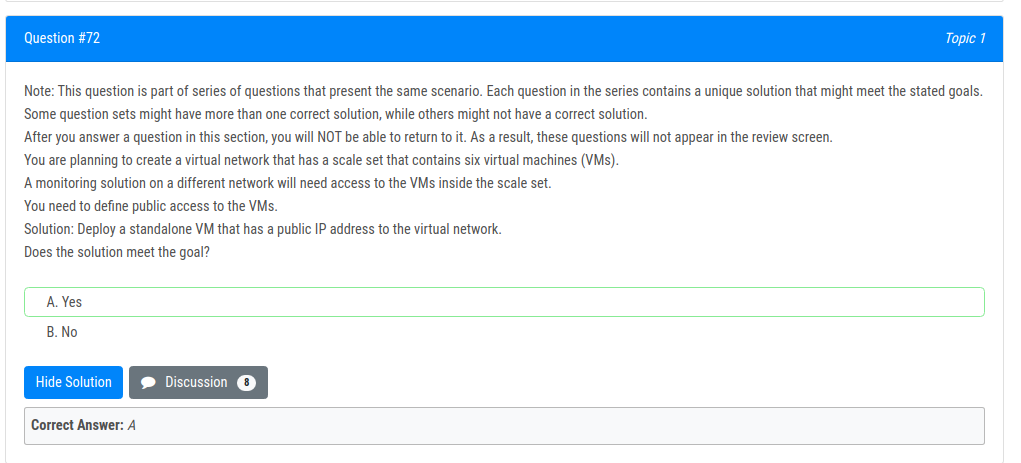 Question #72
Topic 1
Note: This question is part of series of questions that present the same scenario. Each question in the series contains a unique solution that might meet the stated goals.
Some question sets might have more than one correct solution, while others might not have a correct solution.
After you answer a question in this section, you will NOT be able to return to it. As a result, these questions will not appear in the review screen.
You are planning to create a virtual network that has a scale set that contains six virtual machines (VMs).
A monitoring solution on a different network will need access to the VMs inside the scale set.
You need to define public access to the VMs.
Solution: Deploy a standalone VM that has a public IP address to the virtual network.
Does the solution meet the goal?
A. Yes
B. No
Hide Solution
Discussion 8
Correct Answer: A